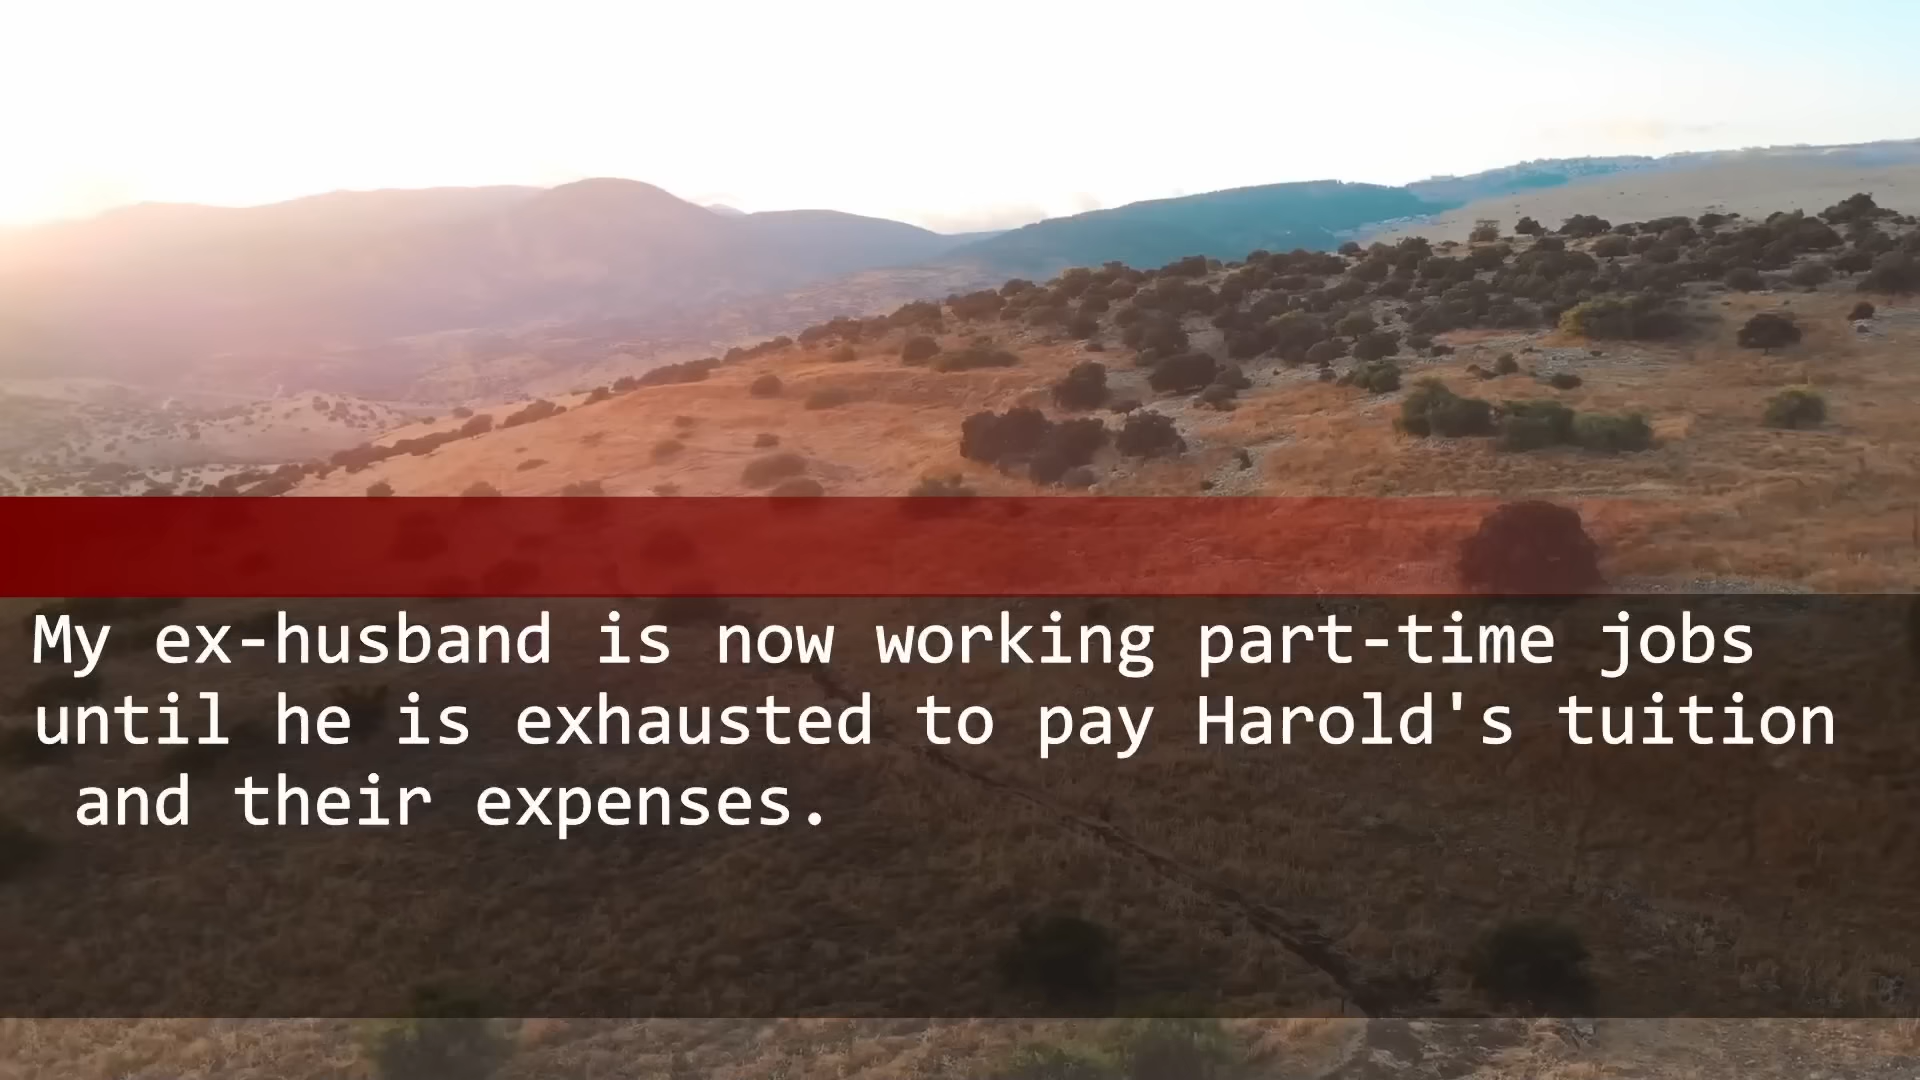 My ex-husband is now working part-time jobs
until he is exhausted to pay Harold's tuition
and their expenses.